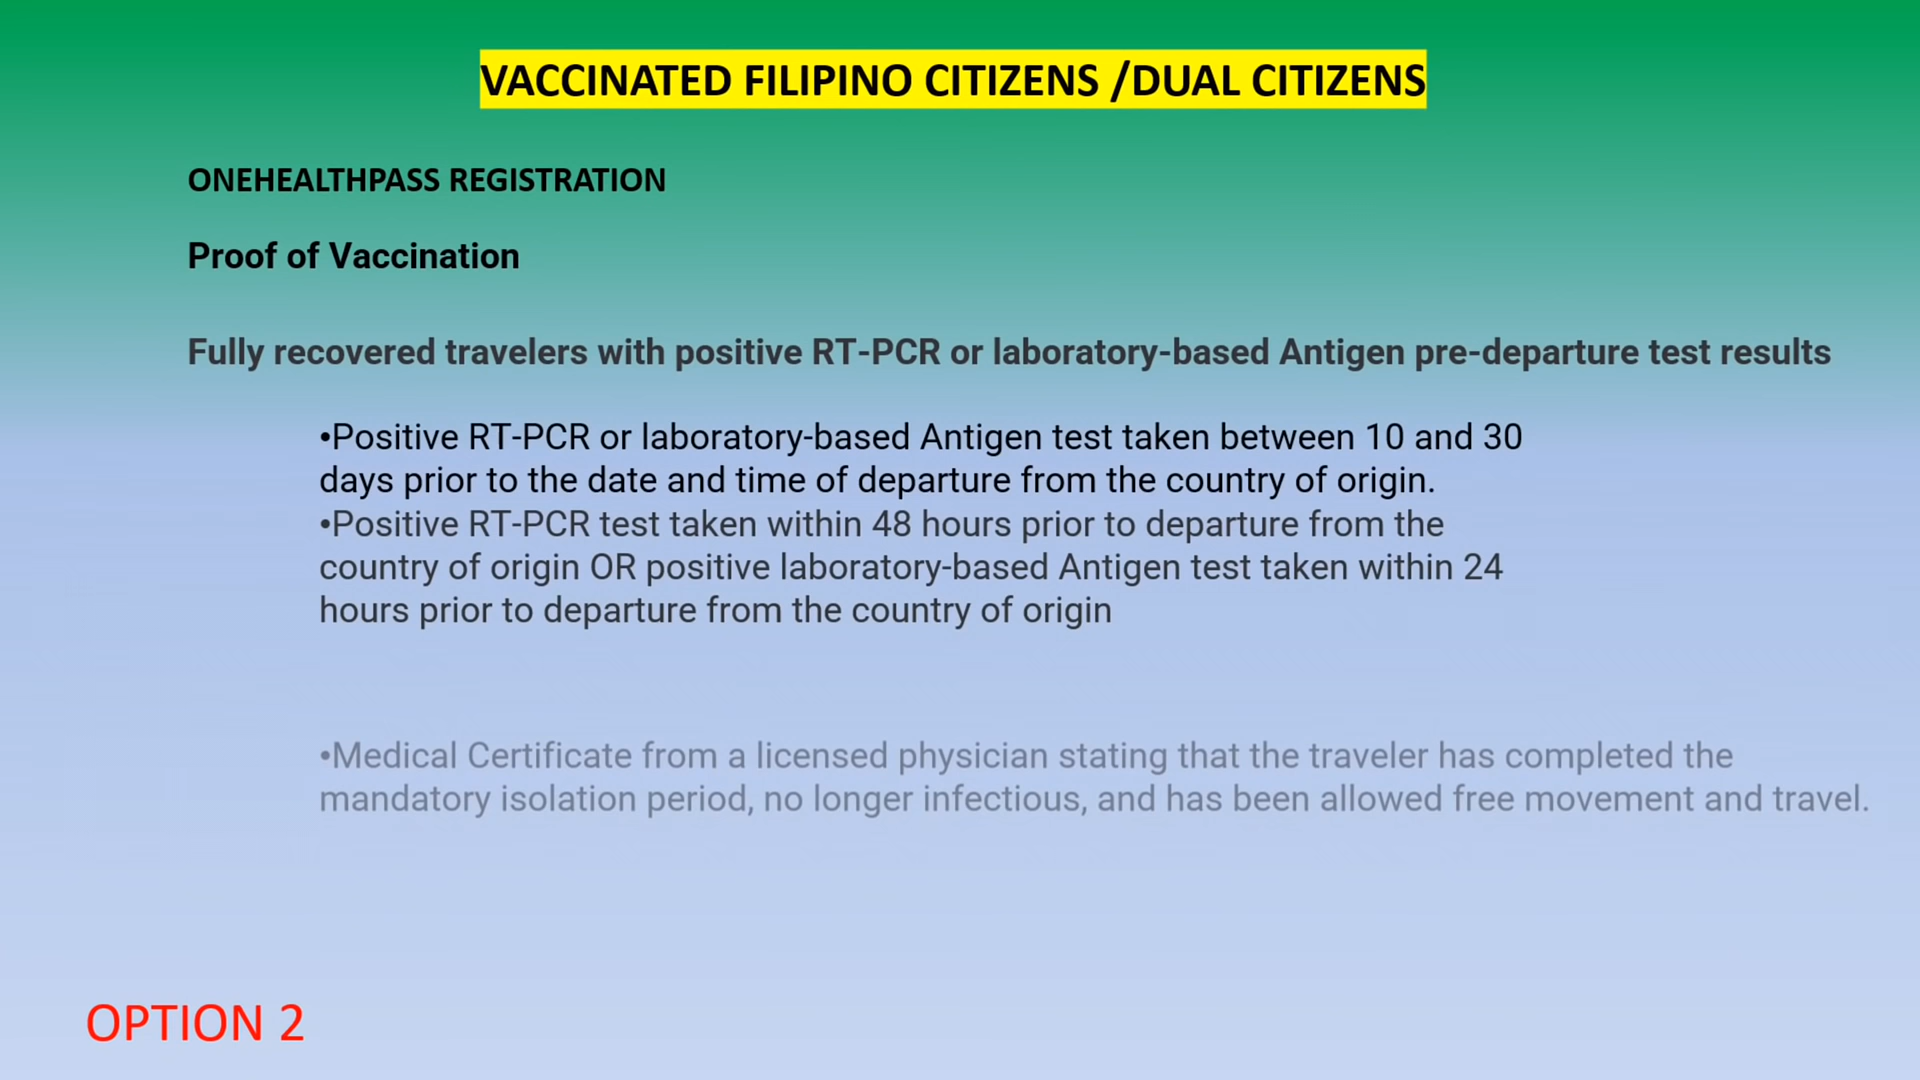 VACCINATED FILIPINO CITIZENS /DUAL CITIZENS
ONEHEALTHPASS REGISTRATION
Proof of Vaccination
Fully recovered travelers with positive RT-PCR or laboratory-based Antigen pre-departure test results
•Positive RT-PCR or laboratory-based Antigen test taken between 10 and 30
days prior to the date and time of departure from the country of origin.
•Positive RT-PCR test taken within 48 hours prior to departure from the
country of origin OR positive laboratory-based Antigen test taken within 24
hours prior to departure from the country of origin
•Medical Certificate from a licensed physician stating that the traveler has completed the
mandatory isolation period, no longer infectious, and has been allowed free movement and travel.
OPTION 2